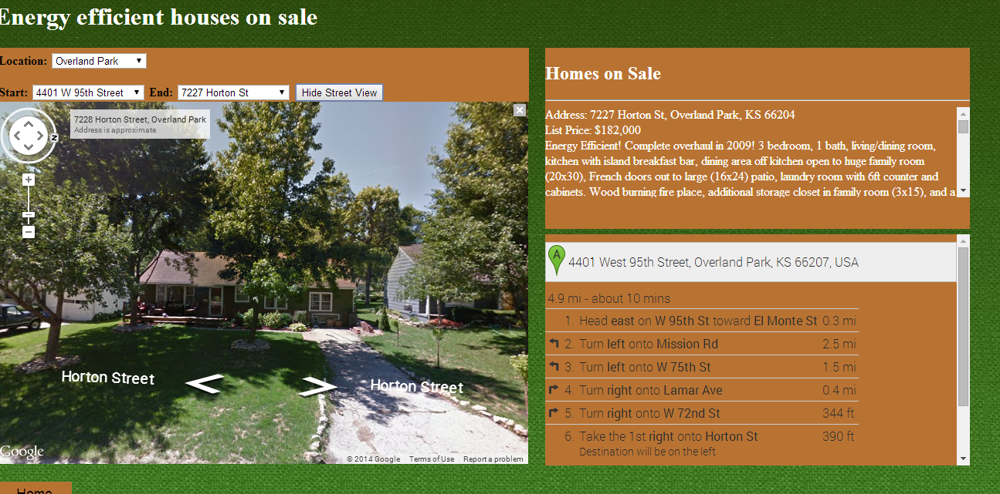 Energy efficient houses on sale
Location: Overland Park
Start: 4401 W 95th Street End: 7227 Horton St Hide Street View
7228 Horton Street, Overland Park
Address is approximate
Z
Horton Street
Horton Street
Google
© 2014 Google Terms of Use Report a problem
Homes on Sale
Address: 7227 Horton St, Overland Park, KS 66204
List Price: $182,000
Energy Efficient! Complete overhaul in 2009! 3 bedroom, 1 bath, living/dining room,
kitchen with island breakfast bar, dining area off kitchen open to huge family room
(20x30), French doors out to large (16x24) patio, laundry room with 6ft counter and
cabinets. Wood burning fire place, additional storage closet in family room (3x15), and a
A 4401 West 95th Street, Overland Park, KS 66207, USA
4.9 mi - about 10 mins
1. Head east on W 95th St toward El Monte St 0.3 mi
2. Turn left onto Mission Rd 2.5 mi
3. Turn left onto W 75th St 1.5 mi
4. Turn right onto Lamar Ave 0.4 mi
5. Turn right onto W 72nd St 344 ft
6. Take the 1st right onto Horton St 390 ft
Destination will be on the left
Home